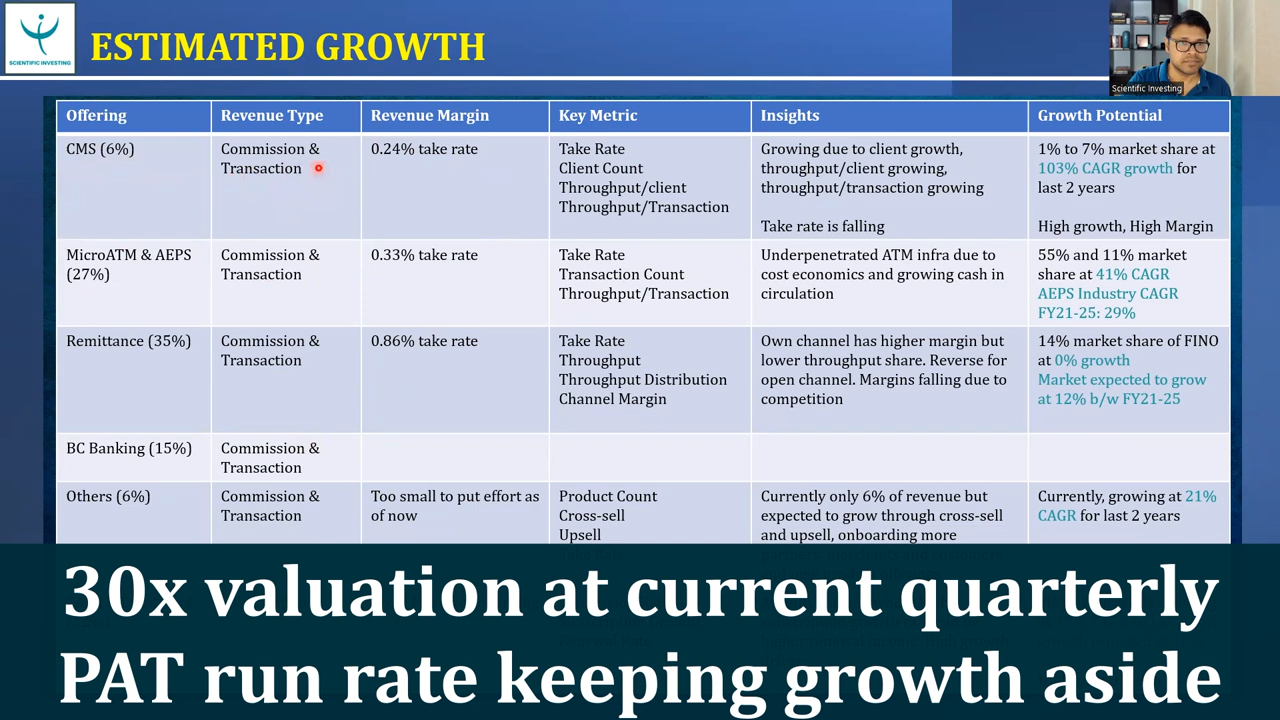 SCIENTIFIC INVESTING
ESTIMATED GROWTH
Scientific Investing
Offering
Revenue Type
Revenue Margin
Key Metric
Insights
Growth Potential
CMS (6%)
Commission &
Transaction
0.24% take rate
Take Rate
Client Count
Throughput/client
Throughput/Transaction
Growing due to client growth,
throughput/client growing,
throughput/transaction growing
Take rate is falling
1% to 7% market share at
103% CAGR growth for
last 2 years
High growth, High Margin
MicroATM & AEPS
(27%)
Commission &
Transaction
0.33% take rate
Take Rate
Transaction Count
Throughput/Transaction
Underpenetrated ATM infra due to
cost economics and growing cash in
circulation
55% and 11% market
share at 41% CAGR
AEPS Industry CAGR
FY21-25: 29%
Remittance (35%)
Commission &
Transaction
0.86% take rate
Take Rate
Throughput
Throughput Distribution
Channel Margin
Own channel has higher margin but
lower throughput share. Reverse for
open channel. Margins falling due to
competition
14% market share of FINO
at 0% growth
Market expected to grow
at 12% b/w FY21-25
BC Banking (15%)
Commission &
Transaction
Others (6%)
Commission &
Transaction
Too small to put effort as
of now
Product Count
Cross-sell
Upsell
Take Rate
Currently only 6% of revenue but
expected to grow through cross-sell
and upsell, onboarding more
partners, merchants and customers
Currently, growing at 21%
CAGR for last 2 years
30x valuation at current quarterly
PAT run rate keeping growth aside